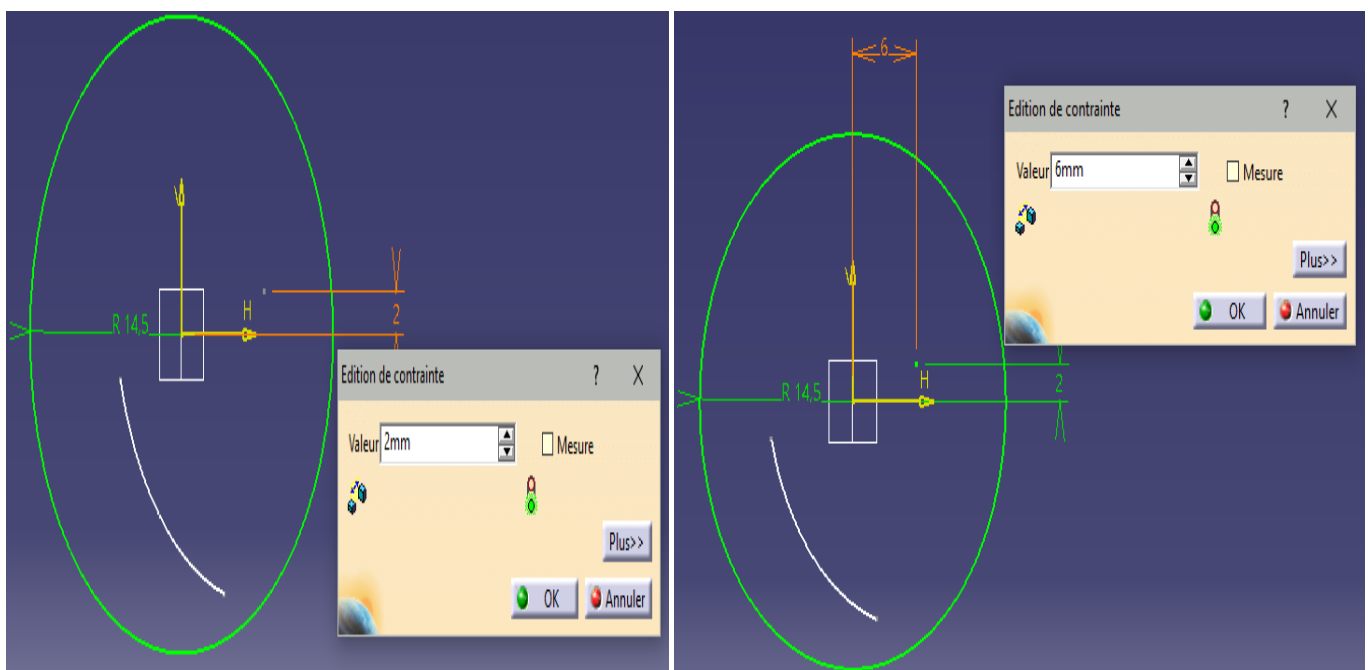 V
H
R 14,5
2
Edition de contrainte ? X
Valeur 2mm Mesure
Plus>>
OK Annuler
6
Edition de contrainte ? X
Valeur 6mm Mesure
Plus>>
OK Annuler
V
H
R 14,5
2